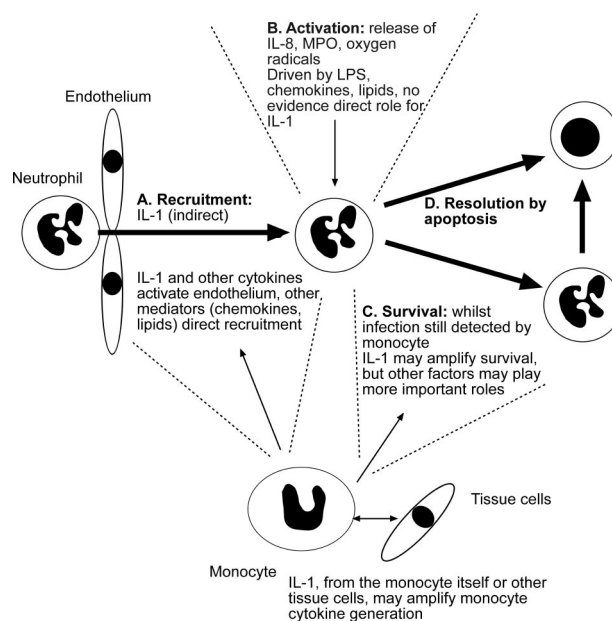 B. Activation: release of
IL-8, MPO, oxygen
radicals
Driven by LPS,
chemokines, lipids, no
evidence direct role for
IL-1
Endothelium
Neutrophil
A. Recruitment:
IL-1 (indirect)
D. Resolution by
apoptosis
IL-1 and other cytokines
activate endothelium, other
mediators (chemokines,
lipids) direct recruitment
C. Survival: whilst
infection still detected by
monocyte
IL-1 may amplify survival,
but other factors may play
more important roles
Tissue cells
Monocyte
IL-1, from the monocyte itself or other
tissue cells, may amplify monocyte
cytokine generation